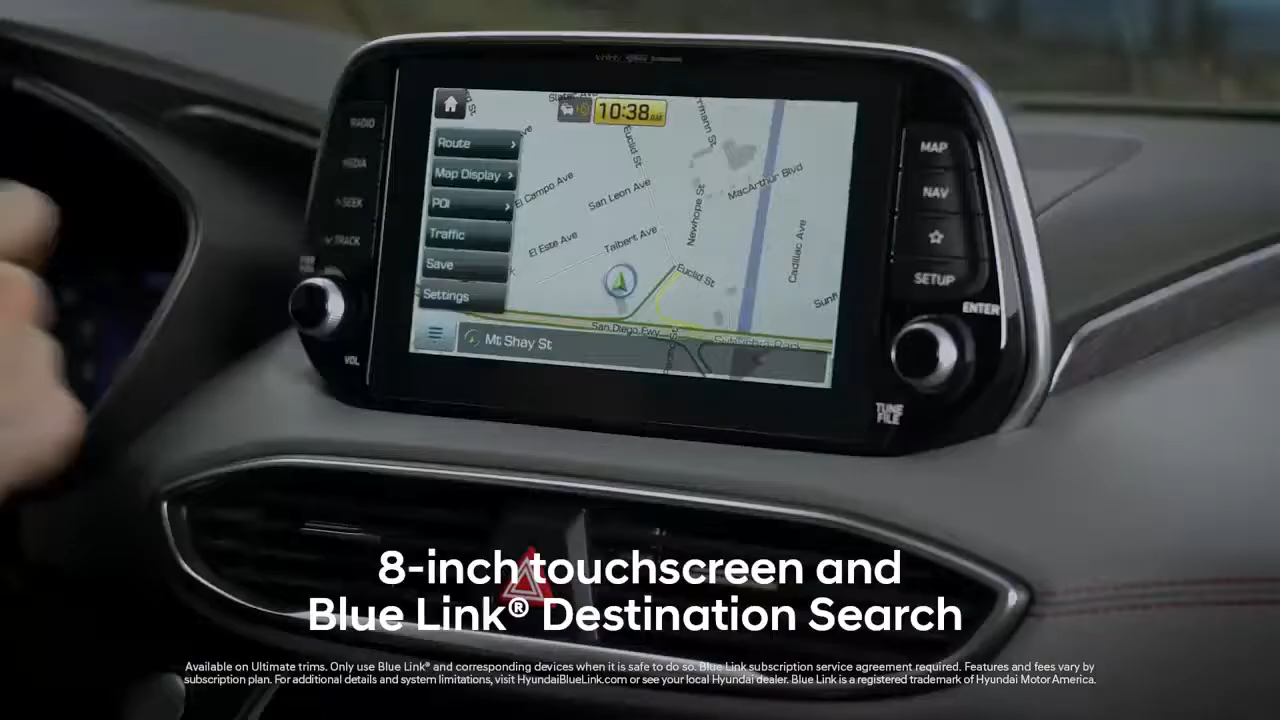 10:38 AM
Euclid St
Route
Map Display
POI
Traffic
Save
Settings
El Campo Ave
San Leon Ave
El Este Ave
Talbert Ave
Newhope St
MacArthur Blvd
Cadillac Ave
Euclid St
San Diego Fwy
Mt Shay St
RADIO
MEDIA
SEEK
TRACK
VOL
MAP
NAV
SETUP
ENTER
TUNE
FILE
8-inch touchscreen and
Blue Link® Destination Search
Available on Ultimate trims. Only use Blue Link® and corresponding devices when it is safe to do so. Blue Link subscription service agreement required. Features and fees vary by
subscription plan. For additional details and system limitations, visit HyundaiBlueLink.com or see your local Hyundai dealer. Blue Link is a registered trademark of Hyundai Motor America.